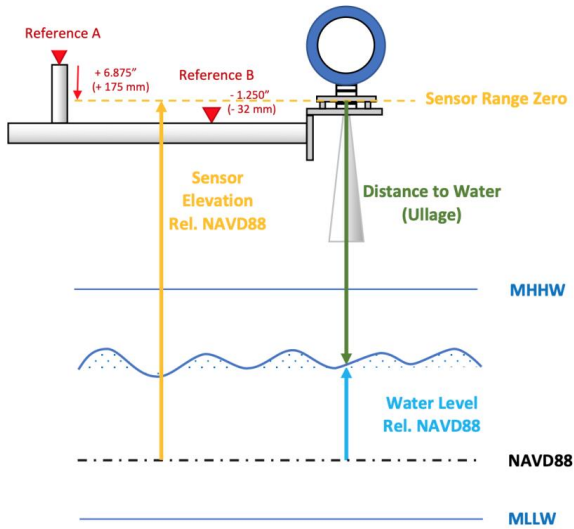 Reference A
+ 6.875”
(+ 175 mm)
Reference B
- 1.250”
(- 32 mm)
Sensor Range Zero
Sensor
Elevation
Rel. NAVD88
Distance to Water
(Ullage)
MHHW
Water Level
Rel. NAVD88
NAVD88
MLLW